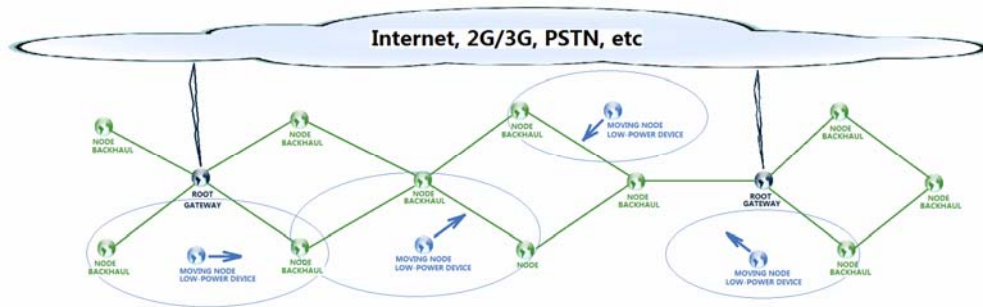 Internet, 2G/3G, PSTN, etc
NODE
BACKHAUL
NODE
BACKHAUL
NODE
BACKHAUL
MOVING NODE
LOW-POWER DEVICE
NODE
BACKHAUL
ROOT
GATEWAY
NODE
BACKHAUL
NODE
BACKHAUL
ROOT
GATEWAY
NODE
BACKHAUL
NODE
BACKHAUL
MOVING NODE
LOW-POWER DEVICE
NODE
BACKHAUL
MOVING NODE
LOW-POWER DEVICE
NODE
MOVING NODE
LOW-POWER DEVICE
NODE
BACKHAUL